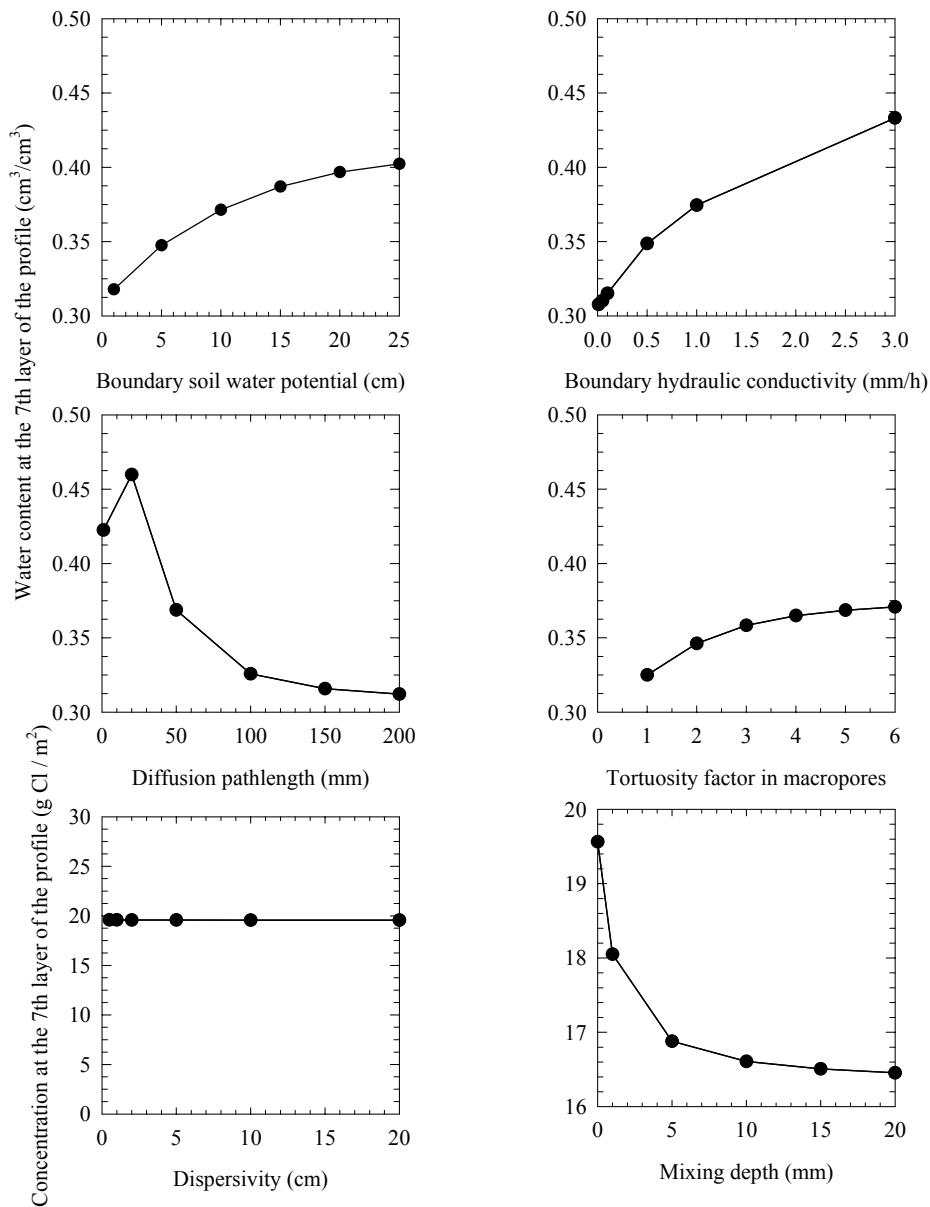 Water content at the 7th layer of the profile (cm³/cm³)
0.50
0.45
0.40
0.35
0.30
0 5 10 15 20 25
Boundary soil water potential (cm)
0.50
0.45
0.40
0.35
0.30
0.0 0.5 1.0 1.5 2.0 2.5 3.0
Boundary hydraulic conductivity (mm/h)
0.50
0.45
0.40
0.35
0.30
0 50 100 150 200
Diffusion pathlength (mm)
0.50
0.45
0.40
0.35
0.30
0 1 2 3 4 5 6
Tortuosity factor in macropores
Concentration at the 7th layer of the profile (g Cl / m²)
30
25
20
15
10
5
0
0 5 10 15 20
Dispersivity (cm)
20
19
18
17
16
0 5 10 15 20
Mixing depth (mm)